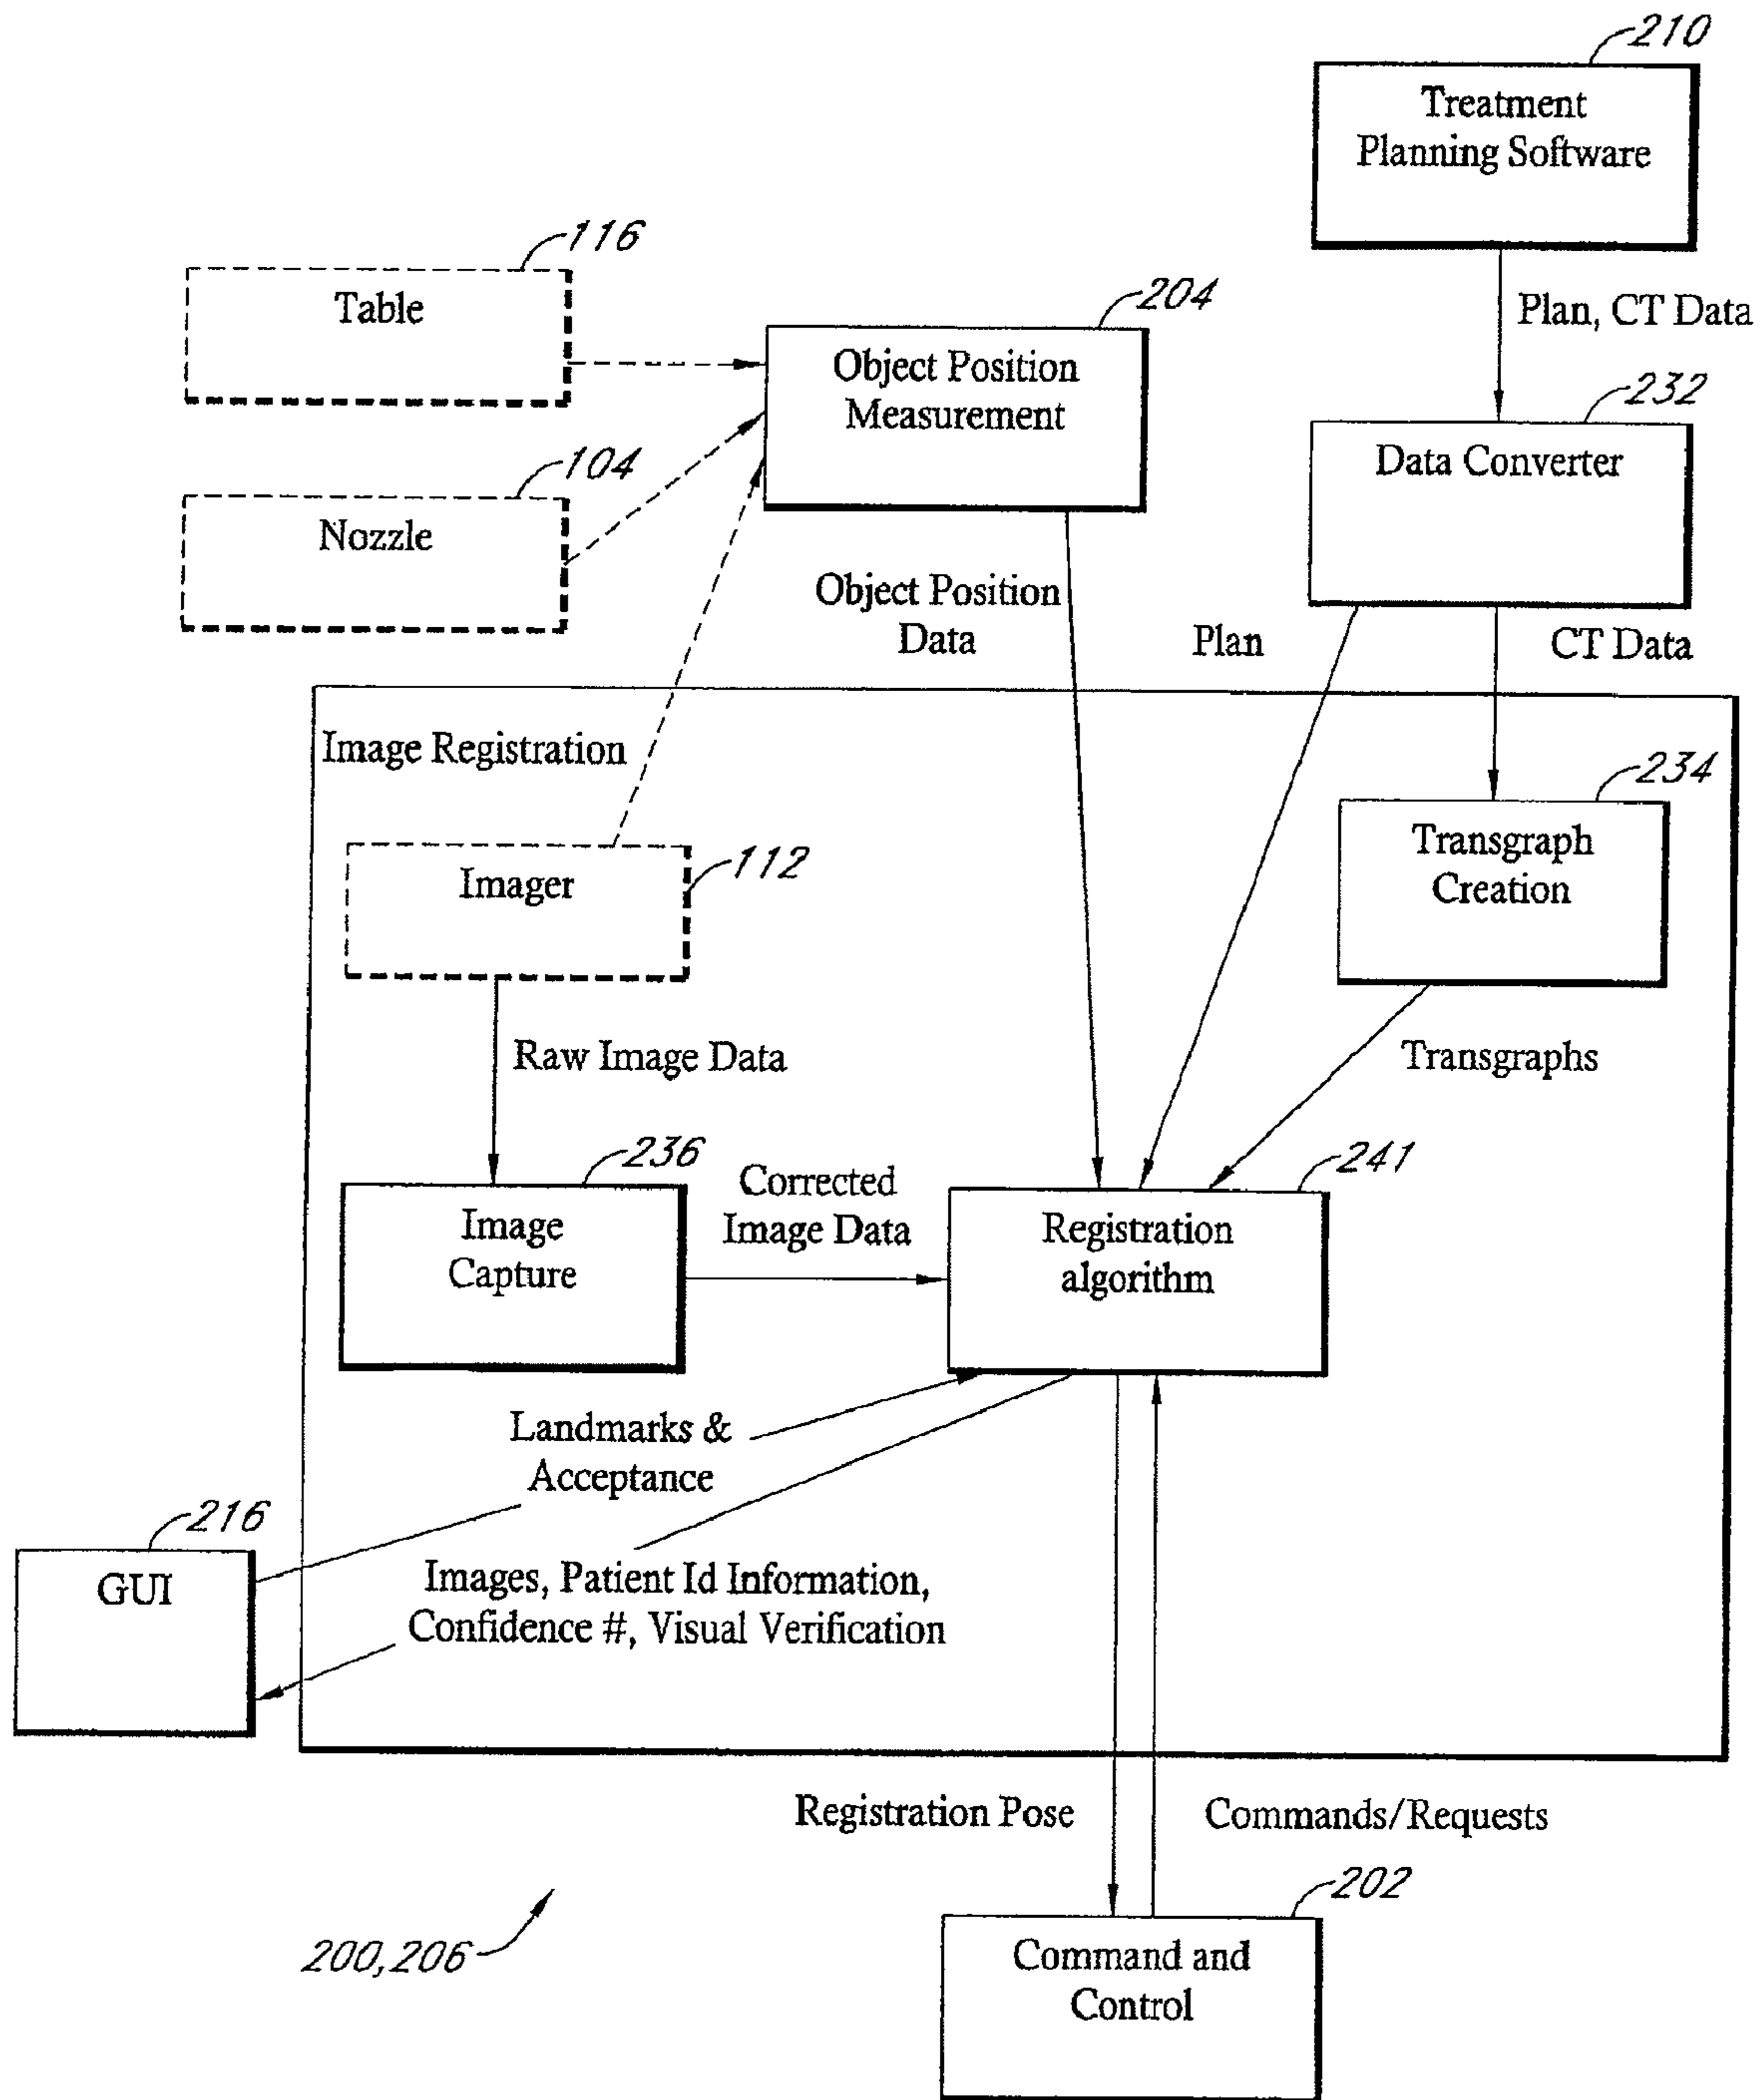 210
Treatment
Planning Software
116
Table
204
Object Position
Measurement
Plan, CT Data
232
Data Converter
104
Nozzle
Object Position
Data
Plan
CT Data
Image Registration
234
Transgraph
Creation
Imager
112
Raw Image Data
Transgraphs
236
Image
Capture
Corrected
Image Data
241
Registration
algorithm
Landmarks &
Acceptance
216
GUI
Images, Patient Id Information,
Confidence #, Visual Verification
Registration Pose
Commands/Requests
202
Command and
Control
200,206